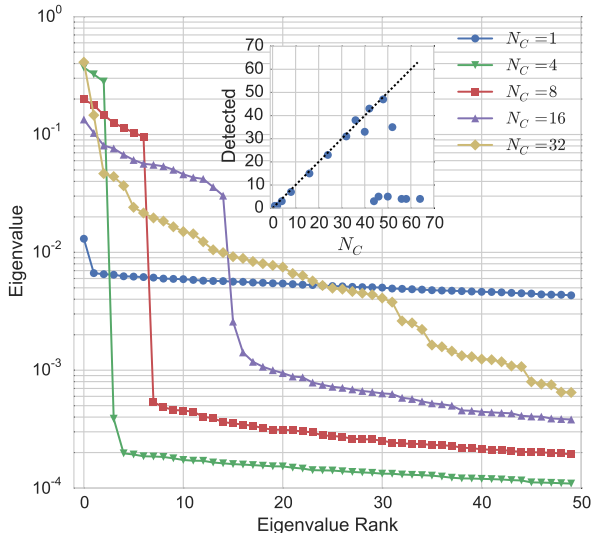 10^0
10^-1
10^-2
10^-3
10^-4
Eigenvalue
0 10 20 30 40 50
Eigenvalue Rank
70
60
50
40
30
20
10
0
Detected
0 10 20 30 40 50 60 70
N_C
N_C = 1
N_C = 4
N_C = 8
N_C = 16
N_C = 32